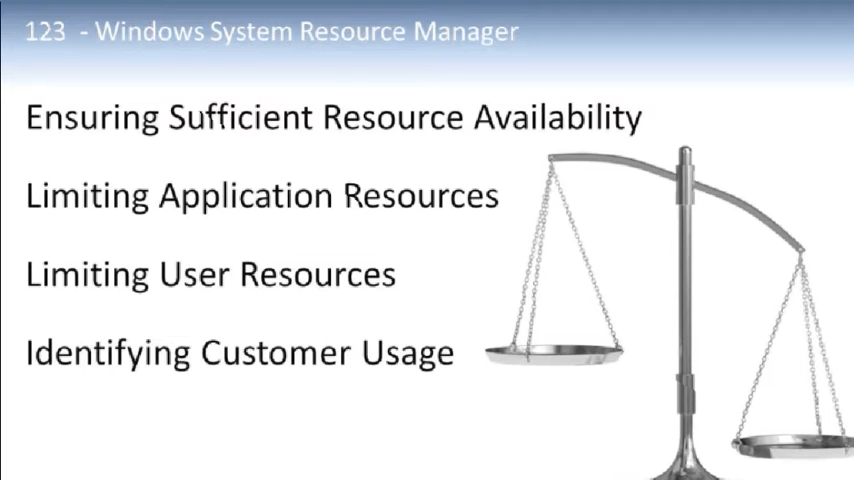 123 - Windows System Resource Manager
Ensuring Sufficient Resource Availability
Limiting Application Resources
Limiting User Resources
Identifying Customer Usage